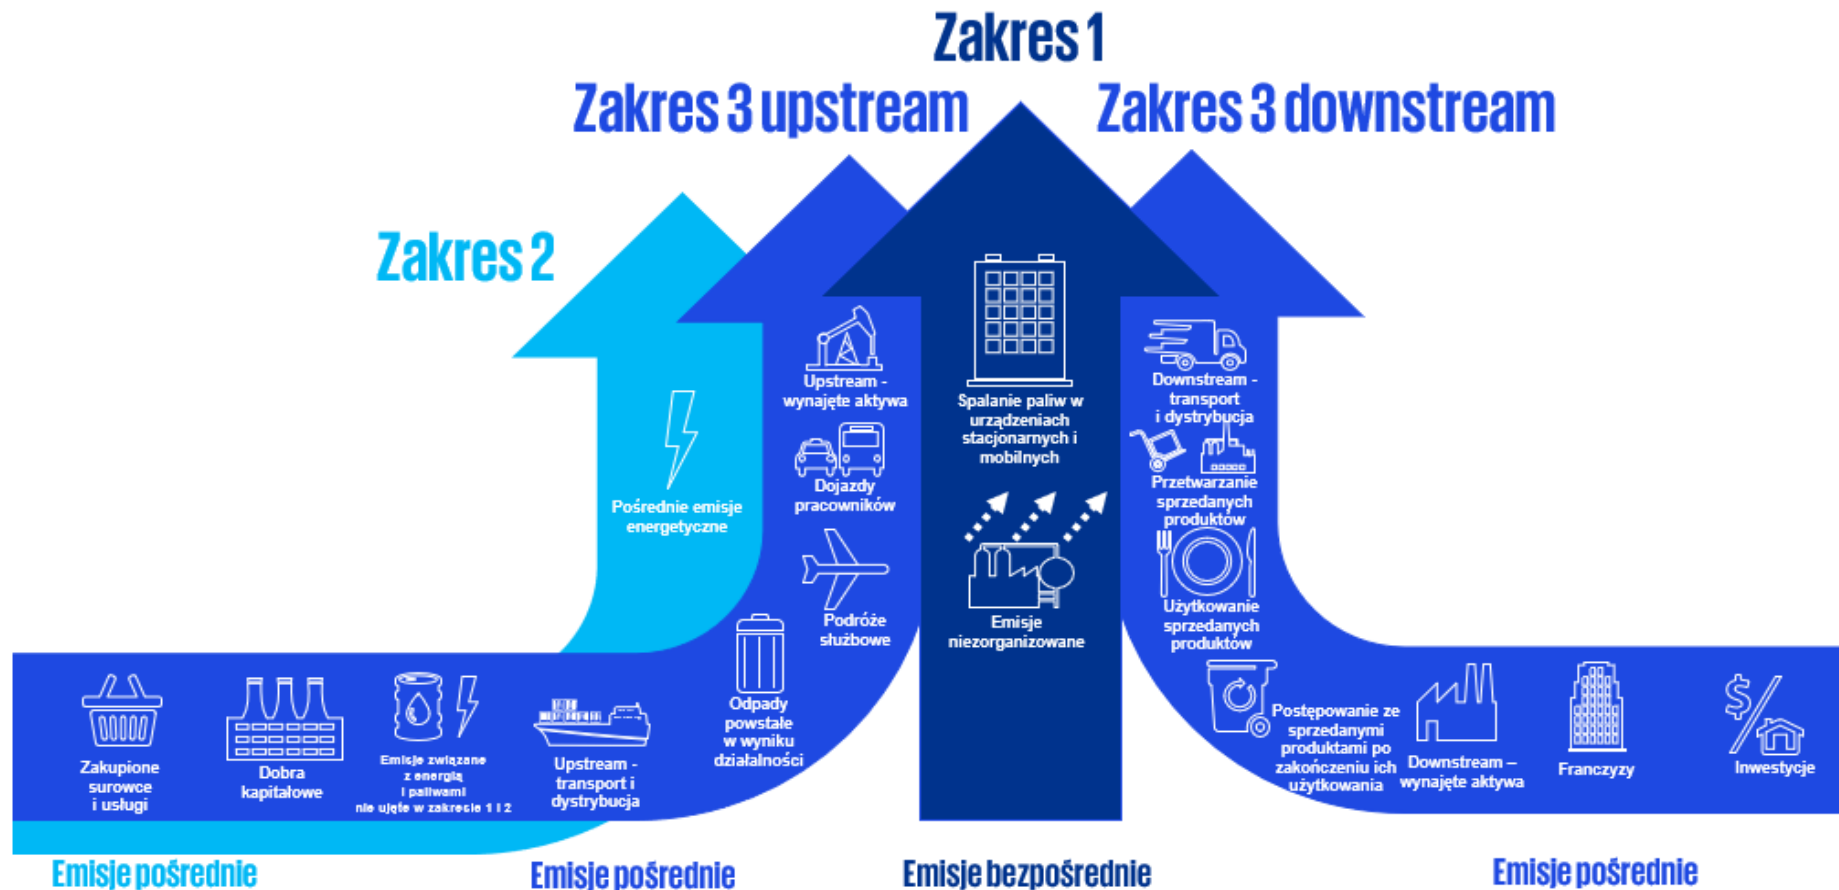 Zakres 1
Zakres 3 upstream
Zakres 3 downstream
Zakres 2
Pośrednie emisje
energetyczne
Upstream -
wynajęte aktywa
Dojazdy
pracowników
Podróże
służbowe
Odpady
powstałe
w wyniku
działalności
Upstream -
transport i
dystrybucja
Emisje związane
z energią
i paliwami
nie ujęte w zakresie 1 i 2
Dobra
kapitałowe
Zakupione
surowce
i usługi
Spalanie paliw w
urządzeniach
stacjonarnych i
mobilnych
Emisje
niezorganizowane
Downstream -
transport
i dystrybucja
Przetwarzanie
sprzedanych
produktów
Użytkowanie
sprzedanych
produktów
Postępowanie ze
sprzedanymi
produktami po
zakończeniu ich
użytkowania
Downstream –
wynajęte aktywa
Franczyzy
$
Inwestycje
Emisje pośrednie
Emisje pośrednie
Emisje bezpośrednie
Emisje pośrednie